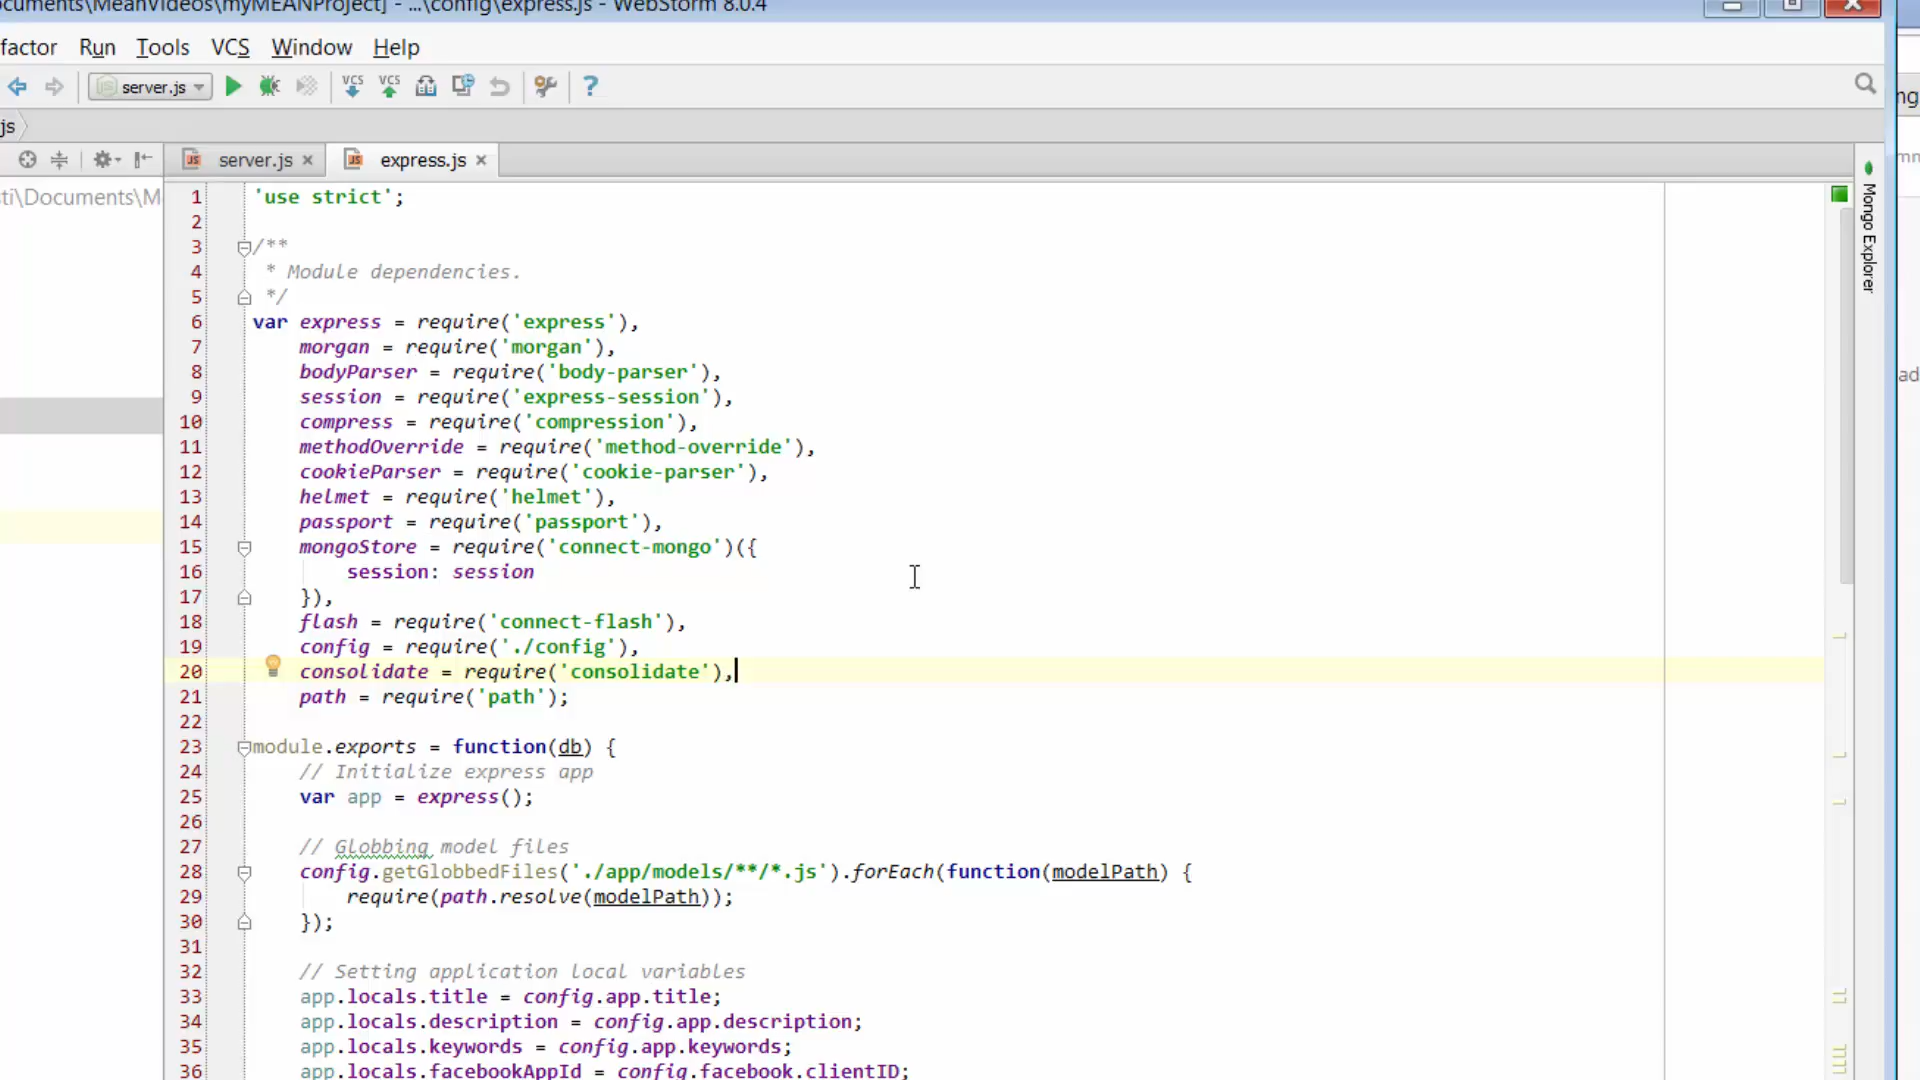 ocuments\MeanVideos\myMEANProject] - ...\config\express.js - WebStorm 8.0.4
factor Run Tools VCS Window Help
server.js VCS VCS ?
js
ng
server.js express.js
sti\Documents\M
Mongo Explorer
ad
1 'use strict';
2
3 /**
4 * Module dependencies.
5 */
6 var express = require('express'),
7 morgan = require('morgan'),
8 bodyParser = require('body-parser'),
9 session = require('express-session'),
10 compress = require('compression'),
11 methodOverride = require('method-override'),
12 cookieParser = require('cookie-parser'),
13 helmet = require('helmet'),
14 passport = require('passport'),
15 mongoStore = require('connect-mongo')({
16 session: session
17 }),
18 flash = require('connect-flash'),
19 config = require('./config'),
20 consolidate = require('consolidate'),
21 path = require('path');
22
23 module.exports = function(db) {
24 // Initialize express app
25 var app = express();
26
27 // Globbing model files
28 config.getGlobbedFiles('./app/models/**/*.js').forEach(function(modelPath) {
29 require(path.resolve(modelPath));
30 });
31
32 // Setting application local variables
33 app.locals.title = config.app.title;
34 app.locals.description = config.app.description;
35 app.locals.keywords = config.app.keywords;
36 app.locals.facebookAppId = config.facebook.clientID;